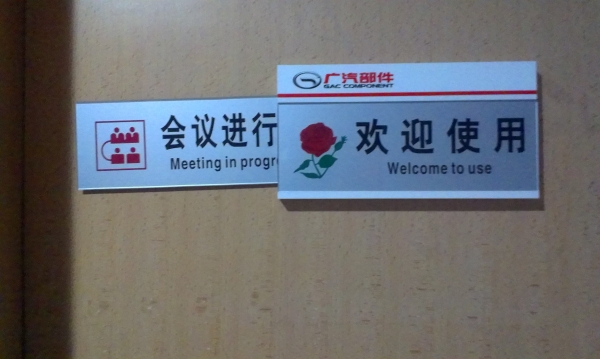 会议进行
Meeting in progr
广汽部件
GAC COMPONENT
欢迎使用
Welcome to use